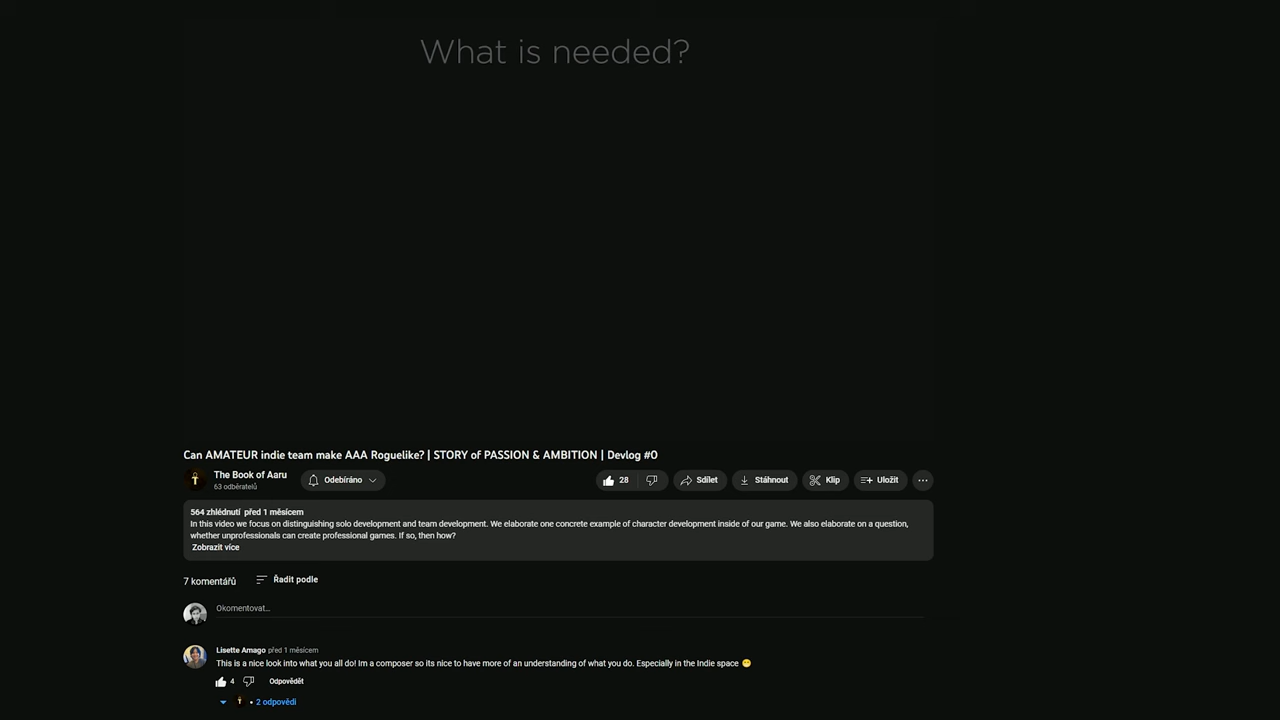 What is needed?
Can AMATEUR indie team make AAA Roguelike? | STORY of PASSION & AMBITION | Devlog #0
The Book of Aaru
63 odběratelů
Odebíráno
28
Sdílet
Stáhnout
Klip
Uložit
564 zhlédnutí před 1 měsícem
In this video we focus on distinguishing solo development and team development. We elaborate one concrete example of character development inside of our game. We also elaborate on a question,
whether unprofessionals can create professional games. If so, then how?
Zobrazit více
7 komentářů
Řadit podle
Okomentovat...
Lisette Amago před 1 měsícem
This is a nice look into what you all do! Im a composer so its nice to have more of an understanding of what you do. Especially in the Indie space 😁
4
Odpovědět
• 2 odpovědi